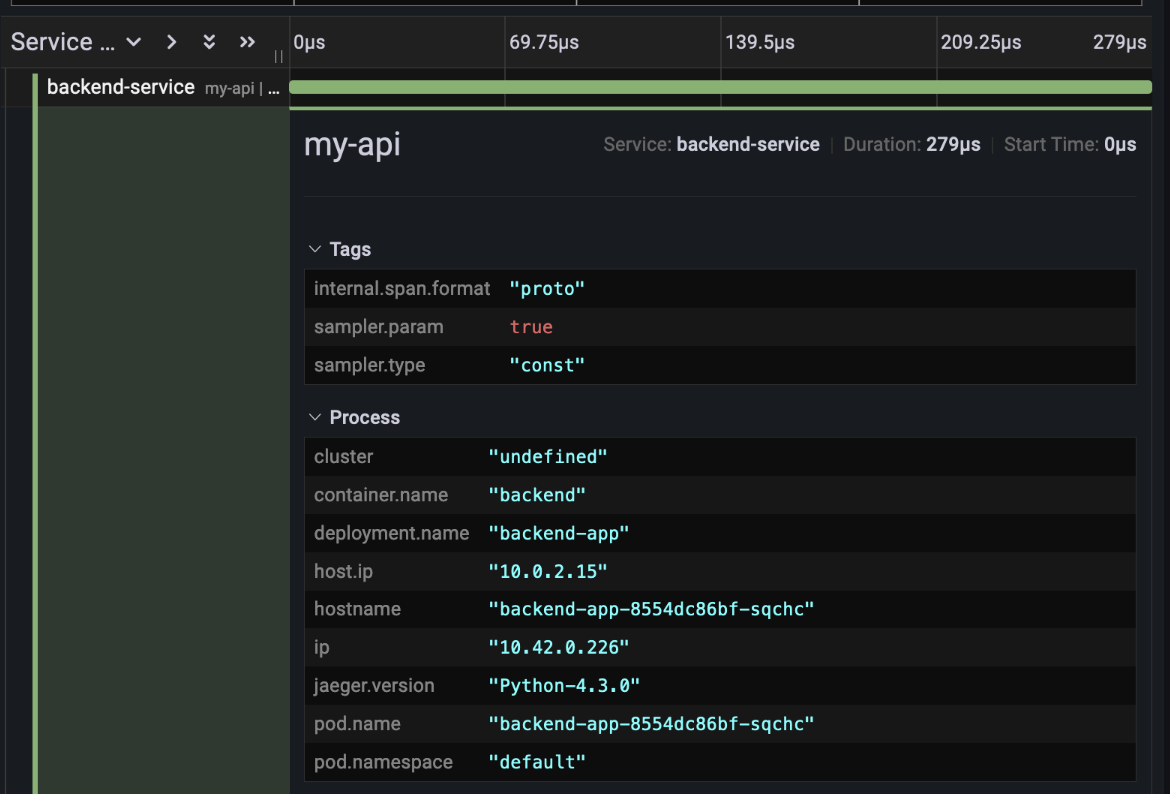 Service ... 0μs 69.75μs 139.5μs 209.25μs 279μs
backend-service my-api | ...
my-api Service: backend-service | Duration: 279μs | Start Time: 0μs
Tags
internal.span.format "proto"
sampler.param true
sampler.type "const"
Process
cluster "undefined"
container.name "backend"
deployment.name "backend-app"
host.ip "10.0.2.15"
hostname "backend-app-8554dc86bf-sqchc"
ip "10.42.0.226"
jaeger.version "Python-4.3.0"
pod.name "backend-app-8554dc86bf-sqchc"
pod.namespace "default"